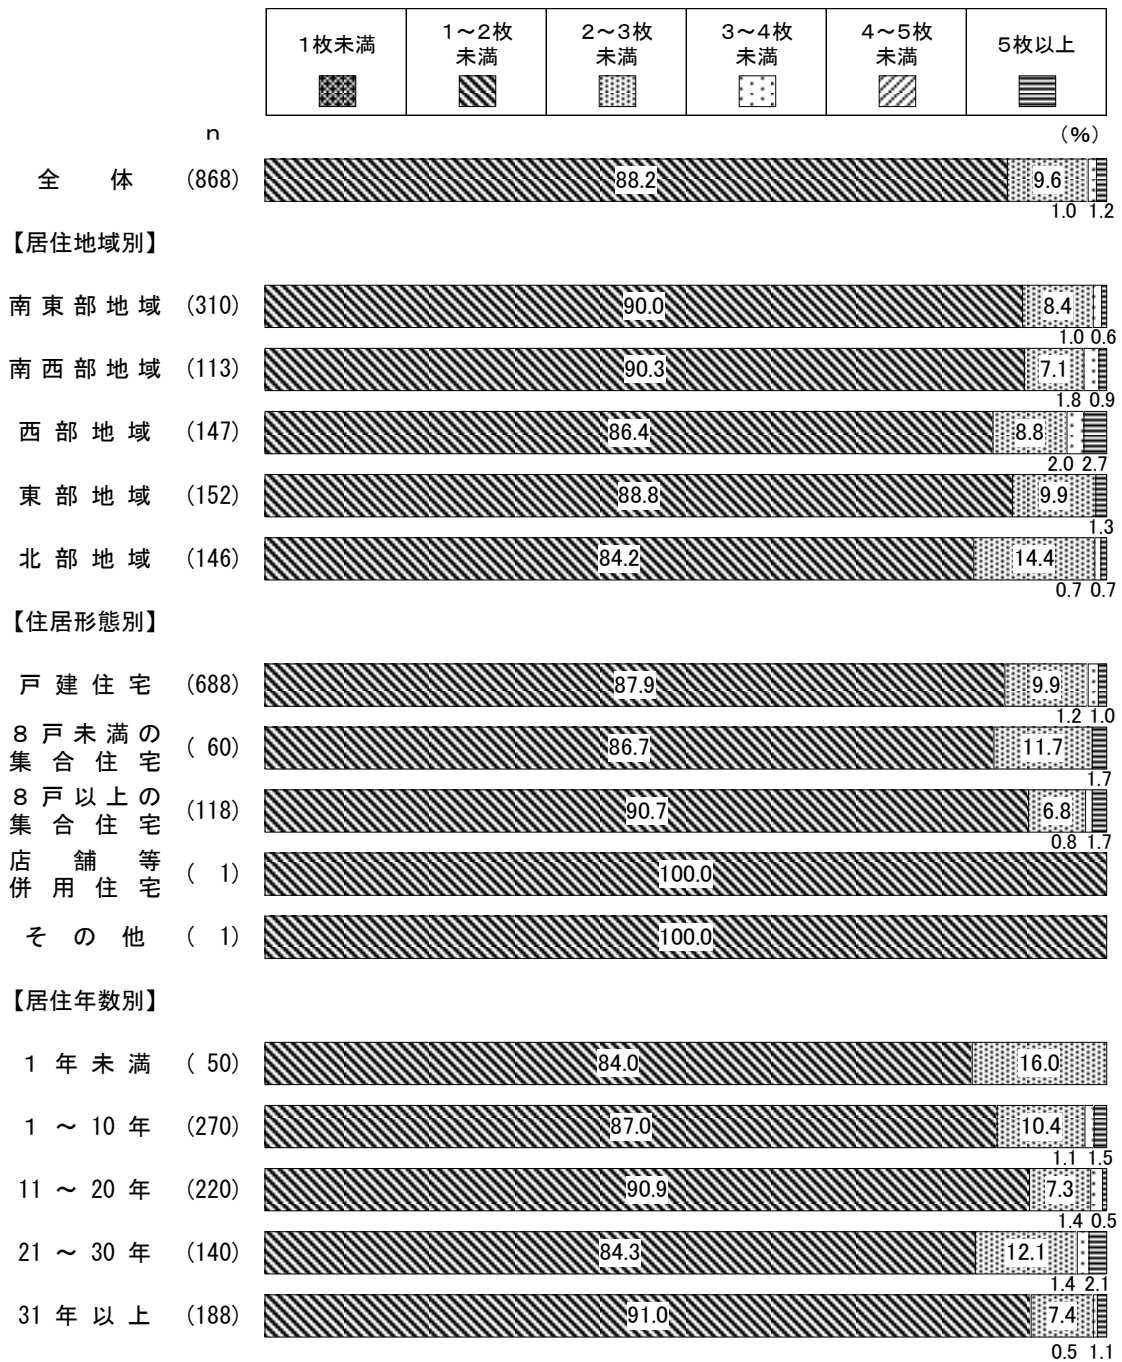 1枚未満 1～2枚未満 2～3枚未満 3～4枚未満 4～5枚未満 5枚以上
n (%)
全体 (868) 88.2 9.6
1.0 1.2
【居住地域別】
南東部地域 (310) 90.0 8.4
1.0 0.6
南西部地域 (113) 90.3 7.1
1.8 0.9
西部地域 (147) 86.4 8.8
2.0 2.7
東部地域 (152) 88.8 9.9
1.3
北部地域 (146) 84.2 14.4
0.7 0.7
【住居形態別】
戸建住宅 (688) 87.9 9.9
1.2 1.0
8戸未満の
集合住宅 ( 60) 86.7 11.7
1.7
8戸以上の
集合住宅 (118) 90.7 6.8
0.8 1.7
店舗等
併用住宅 ( 1) 100.0
その他 ( 1) 100.0
【居住年数別】
1年未満 ( 50) 84.0 16.0
1～10年 (270) 87.0 10.4
1.1 1.5
11～20年 (220) 90.9 7.3
1.4 0.5
21～30年 (140) 84.3 12.1
1.4 2.1
31年以上 (188) 91.0 7.4
0.5 1.1